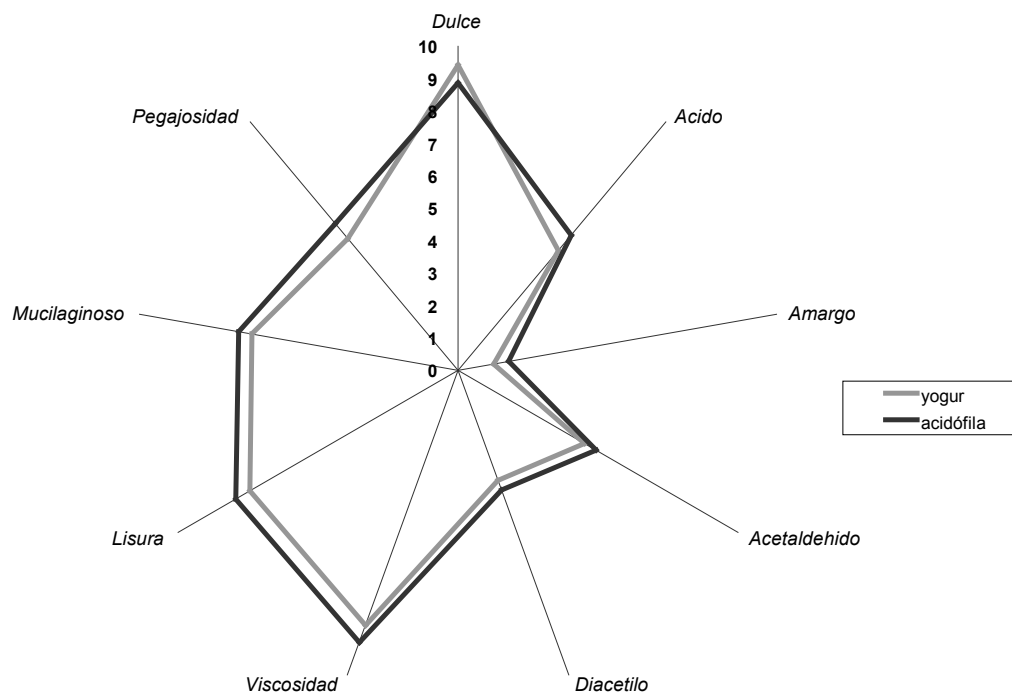 Dulce
10
9
8
7
6
5
4
3
2
1
0
Acido
Amargo
Acetaldehido
Diacetilo
Viscosidad
Lisura
Mucilaginoso
Pegajosidad
yogur
acidófila